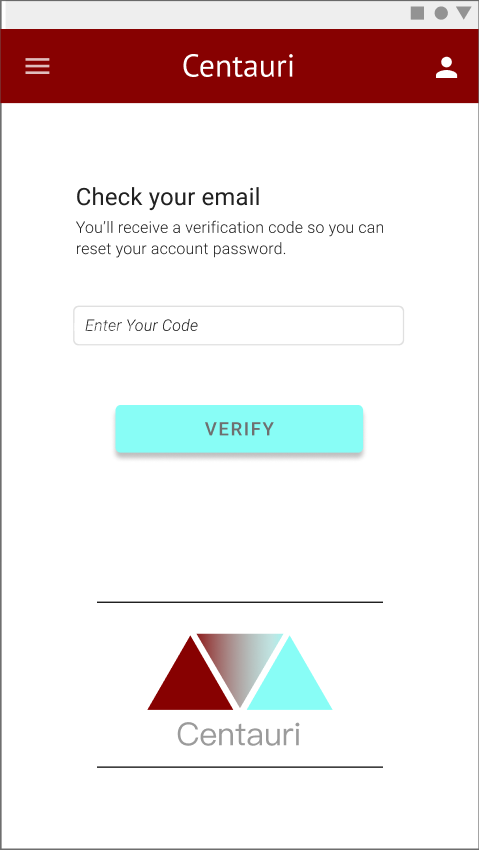 Centauri
Check your email
You'll receive a verification code so you can
reset your account password.
Enter Your Code
VERIFY
Centauri